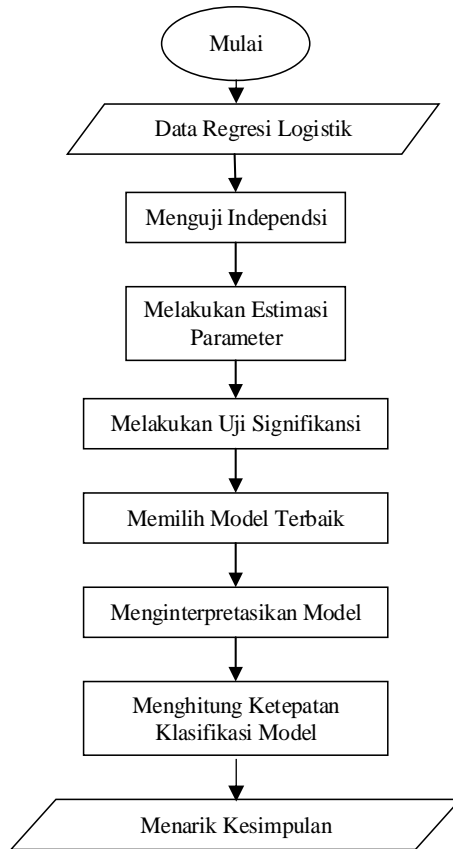 Mulai
Data Regresi Logistik
Menguji Independsi
Melakukan Estimasi
Parameter
Melakukan Uji Signifikansi
Memilih Model Terbaik
Menginterpretasikan Model
Menghitung Ketepatan
Klasifikasi Model
Menarik Kesimpulan